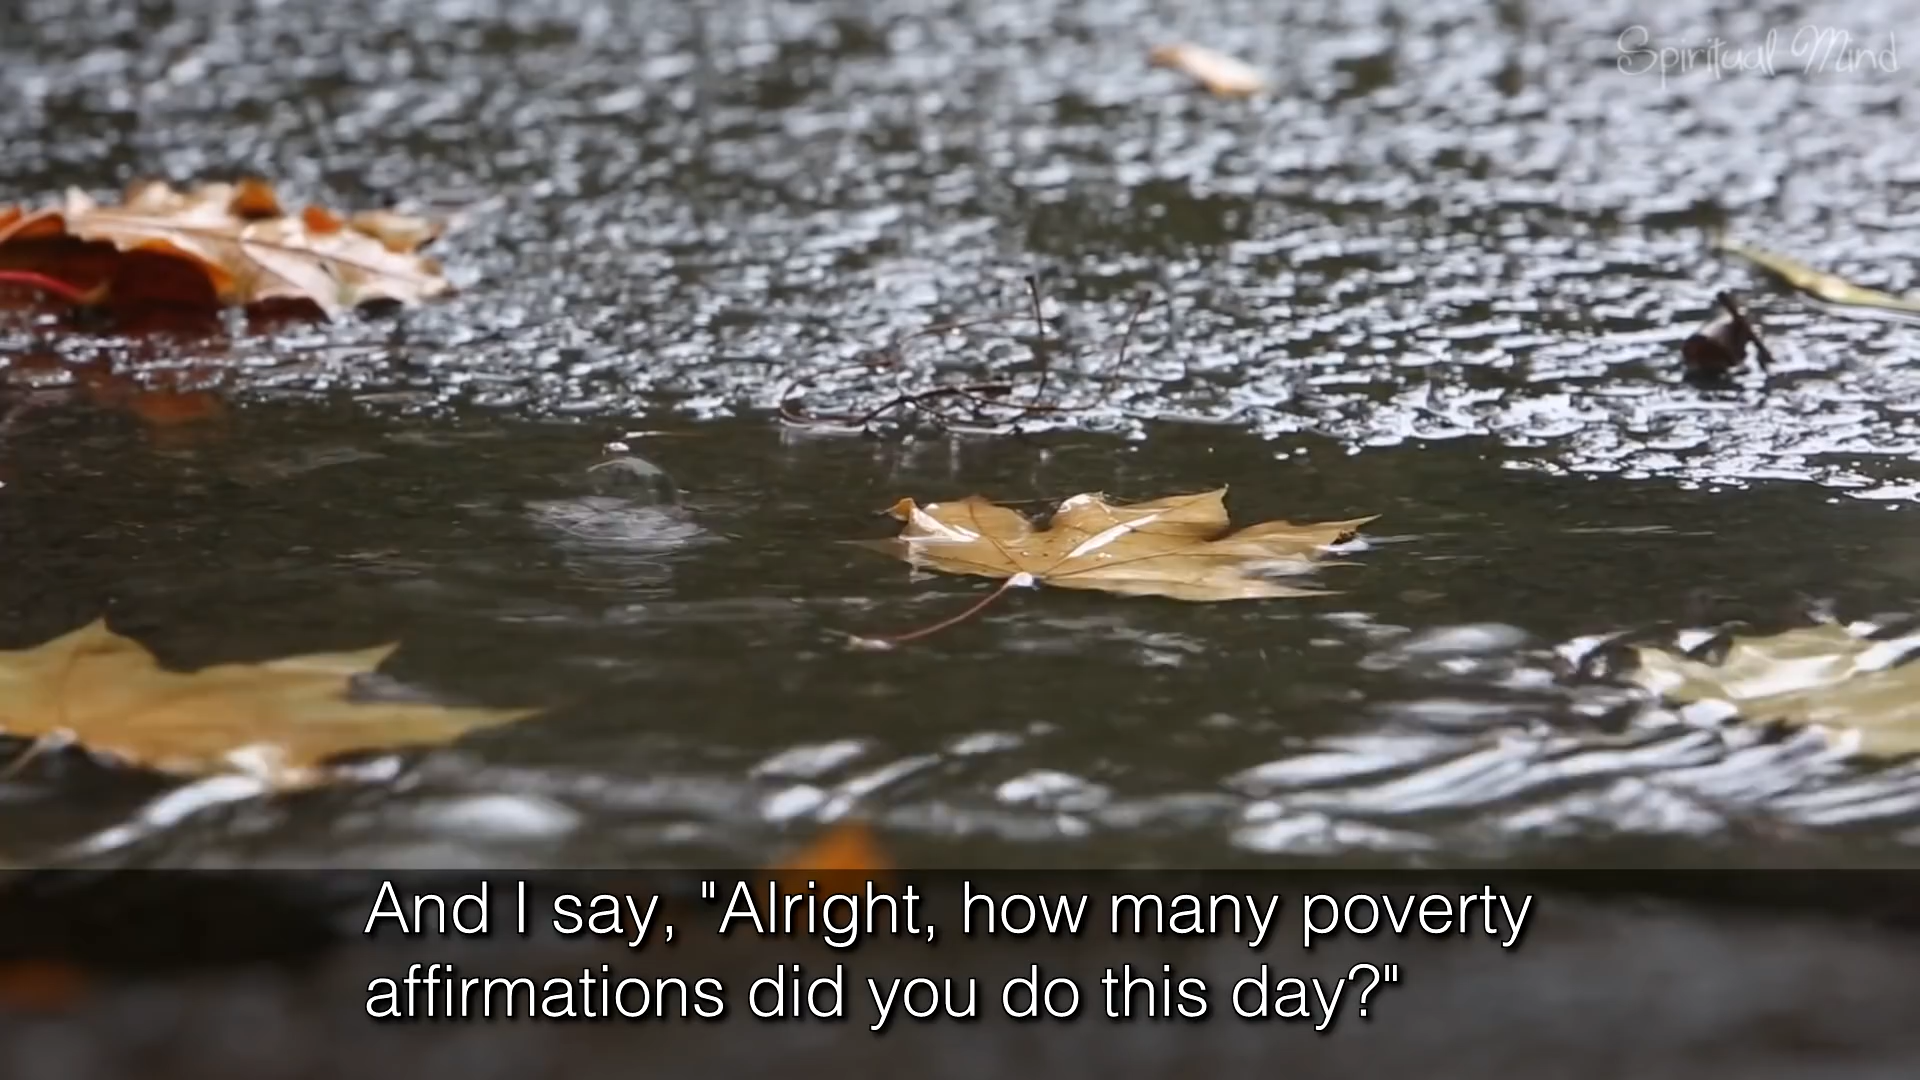 Spiritual Mind
And I say, "Alright, how many poverty
affirmations did you do this day?"